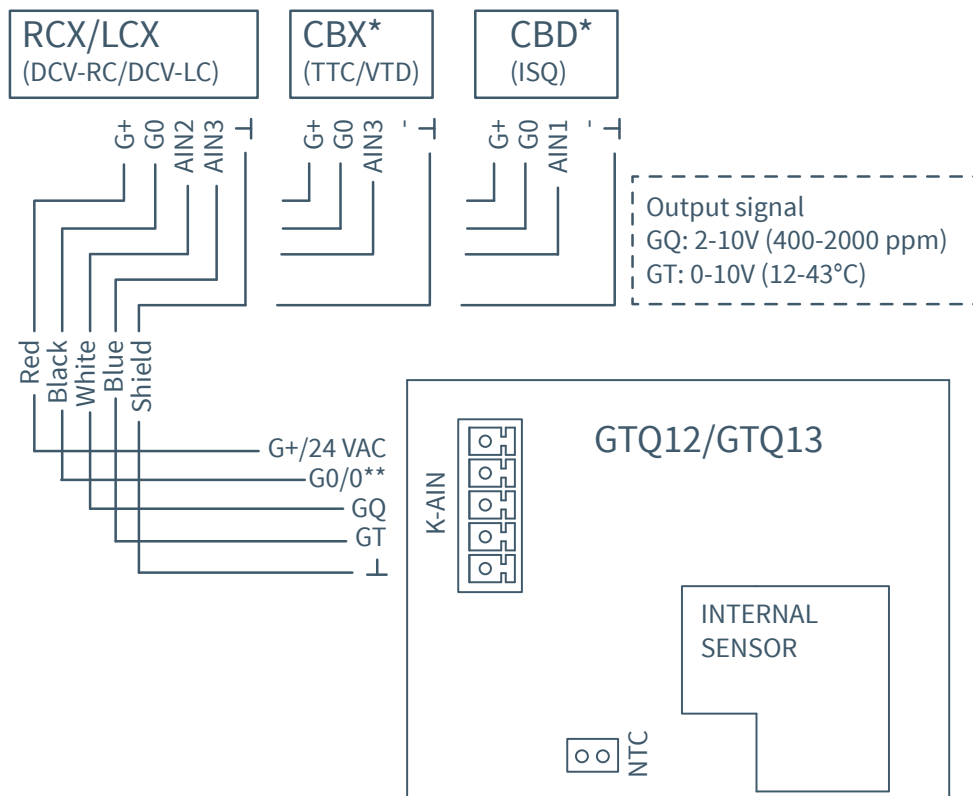 RCX/LCX
(DCV-RC/DCV-LC)
CBX*
(TTC/VTD)
CBD*
(ISQ)
G+
G0
AIN2
AIN3
⊥
G+
G0
AIN3
-
⊥
G+
G0
AIN1
-
⊥
Output signal
GQ: 2-10V (400-2000 ppm)
GT: 0-10V (12-43°C)
Red
Black
White
Blue
Shield
G+/24 VAC
G0/0**
GQ
GT
⊥
K-AIN
GTQ12/GTQ13
INTERNAL
SENSOR
NTC